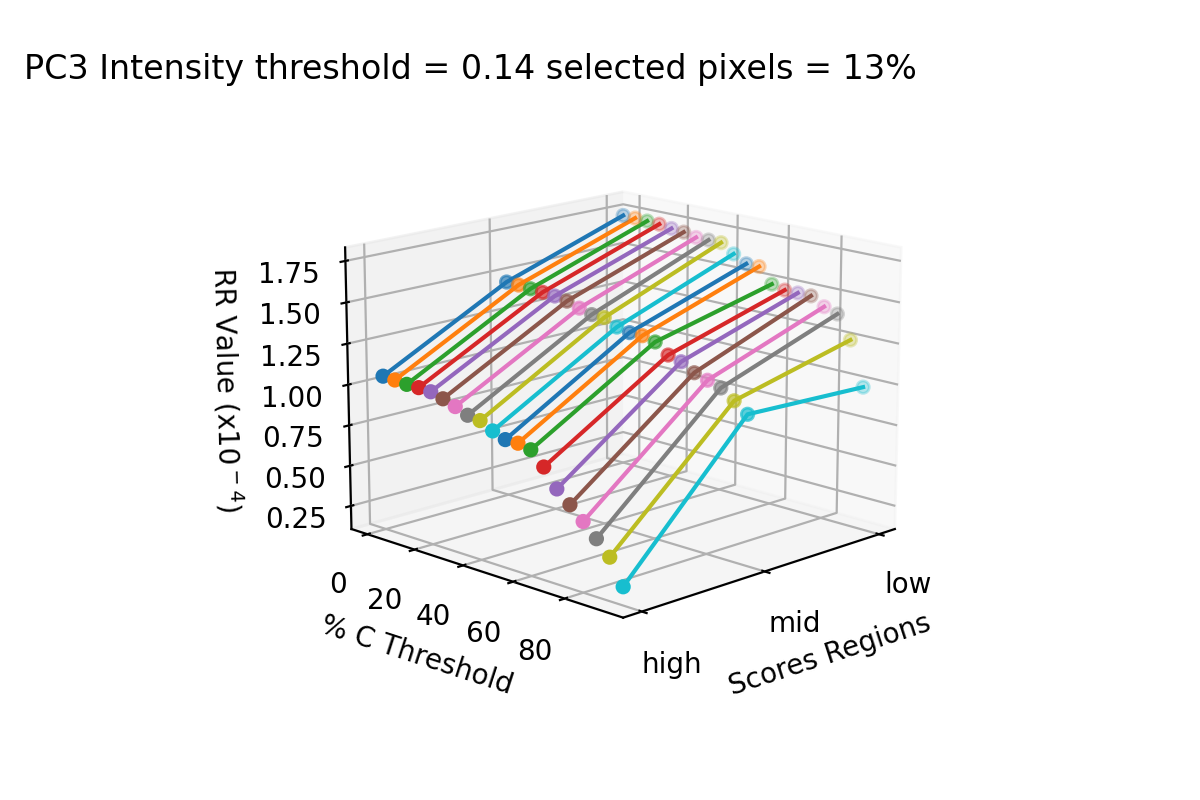 PC3 Intensity threshold = 0.14 selected pixels = 13%
RR Value (x10⁻⁴)
1.75
1.50
1.25
1.00
0.75
0.50
0.25
0
20
40
60
80
% C Threshold
high
mid
low
Scores Regions